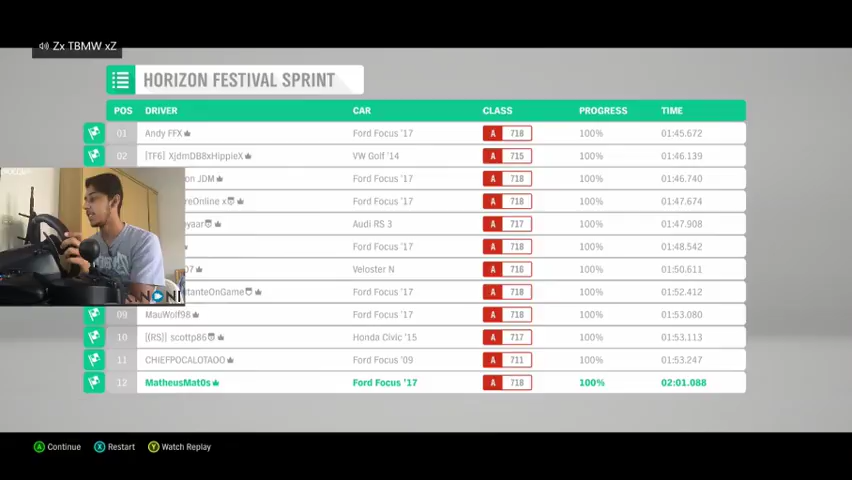 Zx TBMW xZ
HORIZON FESTIVAL SPRINT
POS DRIVER CAR CLASS PROGRESS TIME
01 Andy FFX Ford Focus '17 A 718 100% 01:45.672
02 |TF6| XjdmDB8xHippieX VW Golf '14 A 715 100% 01:46.139
on JDM Ford Focus '17 A 718 100% 01:46.740
reOnline x Ford Focus '17 A 718 100% 01:47.674
oyaar Audi RS 3 A 717 100% 01:47.908
Ford Focus '17 A 718 100% 01:48.542
07 Veloster N A 716 100% 01:50.611
tanteOnGame Ford Focus '17 A 718 100% 01:52.412
09 MauWolf98 Ford Focus '17 A 718 100% 01:53.080
10 |(RS)| scottp86 Honda Civic '15 A 717 100% 01:53.113
11 CHIEFPOCALOTAOO Ford Focus '09 A 711 100% 01:53.247
12 MatheusMat0s Ford Focus '17 A 718 100% 02:01.088
A Continue X Restart Y Watch Replay